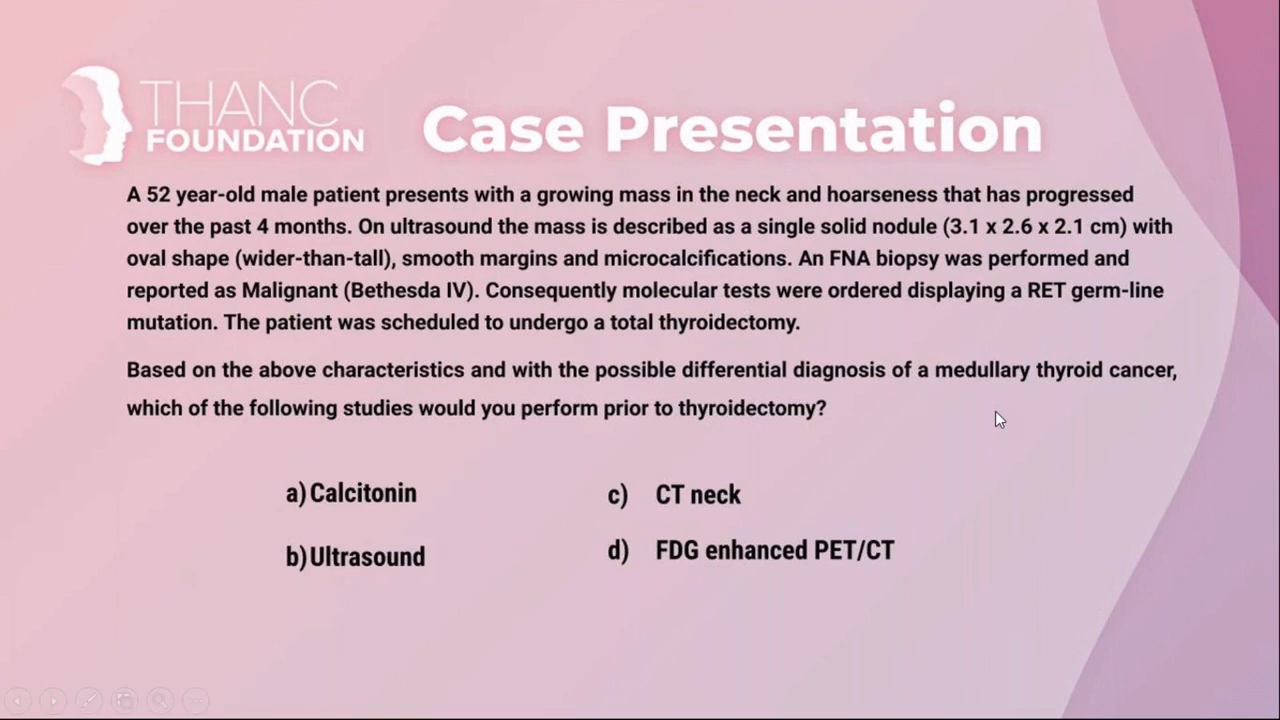 THANC
FOUNDATION
Case Presentation
A 52 year-old male patient presents with a growing mass in the neck and hoarseness that has progressed
over the past 4 months. On ultrasound the mass is described as a single solid nodule (3.1 x 2.6 x 2.1 cm) with
oval shape (wider-than-tall), smooth margins and microcalcifications. An FNA biopsy was performed and
reported as Malignant (Bethesda IV). Consequently molecular tests were ordered displaying a RET germ-line
mutation. The patient was scheduled to undergo a total thyroidectomy.
Based on the above characteristics and with the possible differential diagnosis of a medullary thyroid cancer,
which of the following studies would you perform prior to thyroidectomy?
a) Calcitonin
b) Ultrasound
c) CT neck
d) FDG enhanced PET/CT